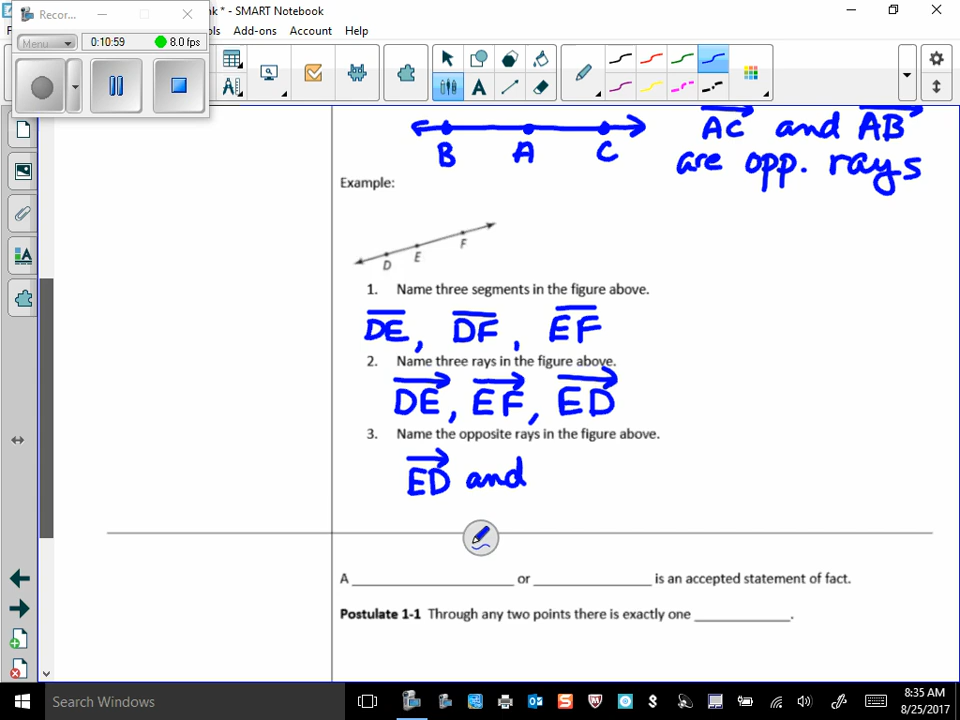 Recor...
nk * - SMART Notebook
Menu
0:10:59
8.0 fps
ols Add-ons Account Help
A
B A C
AC and AB
are opp. rays
Example:
D E F
1. Name three segments in the figure above.
DE, DF, EF
2. Name three rays in the figure above.
DE, EF, ED
3. Name the opposite rays in the figure above.
ED and
A ____________ or ____________ is an accepted statement of fact.
Postulate 1-1 Through any two points there is exactly one ____________.
Search Windows
8:35 AM
8/25/2017